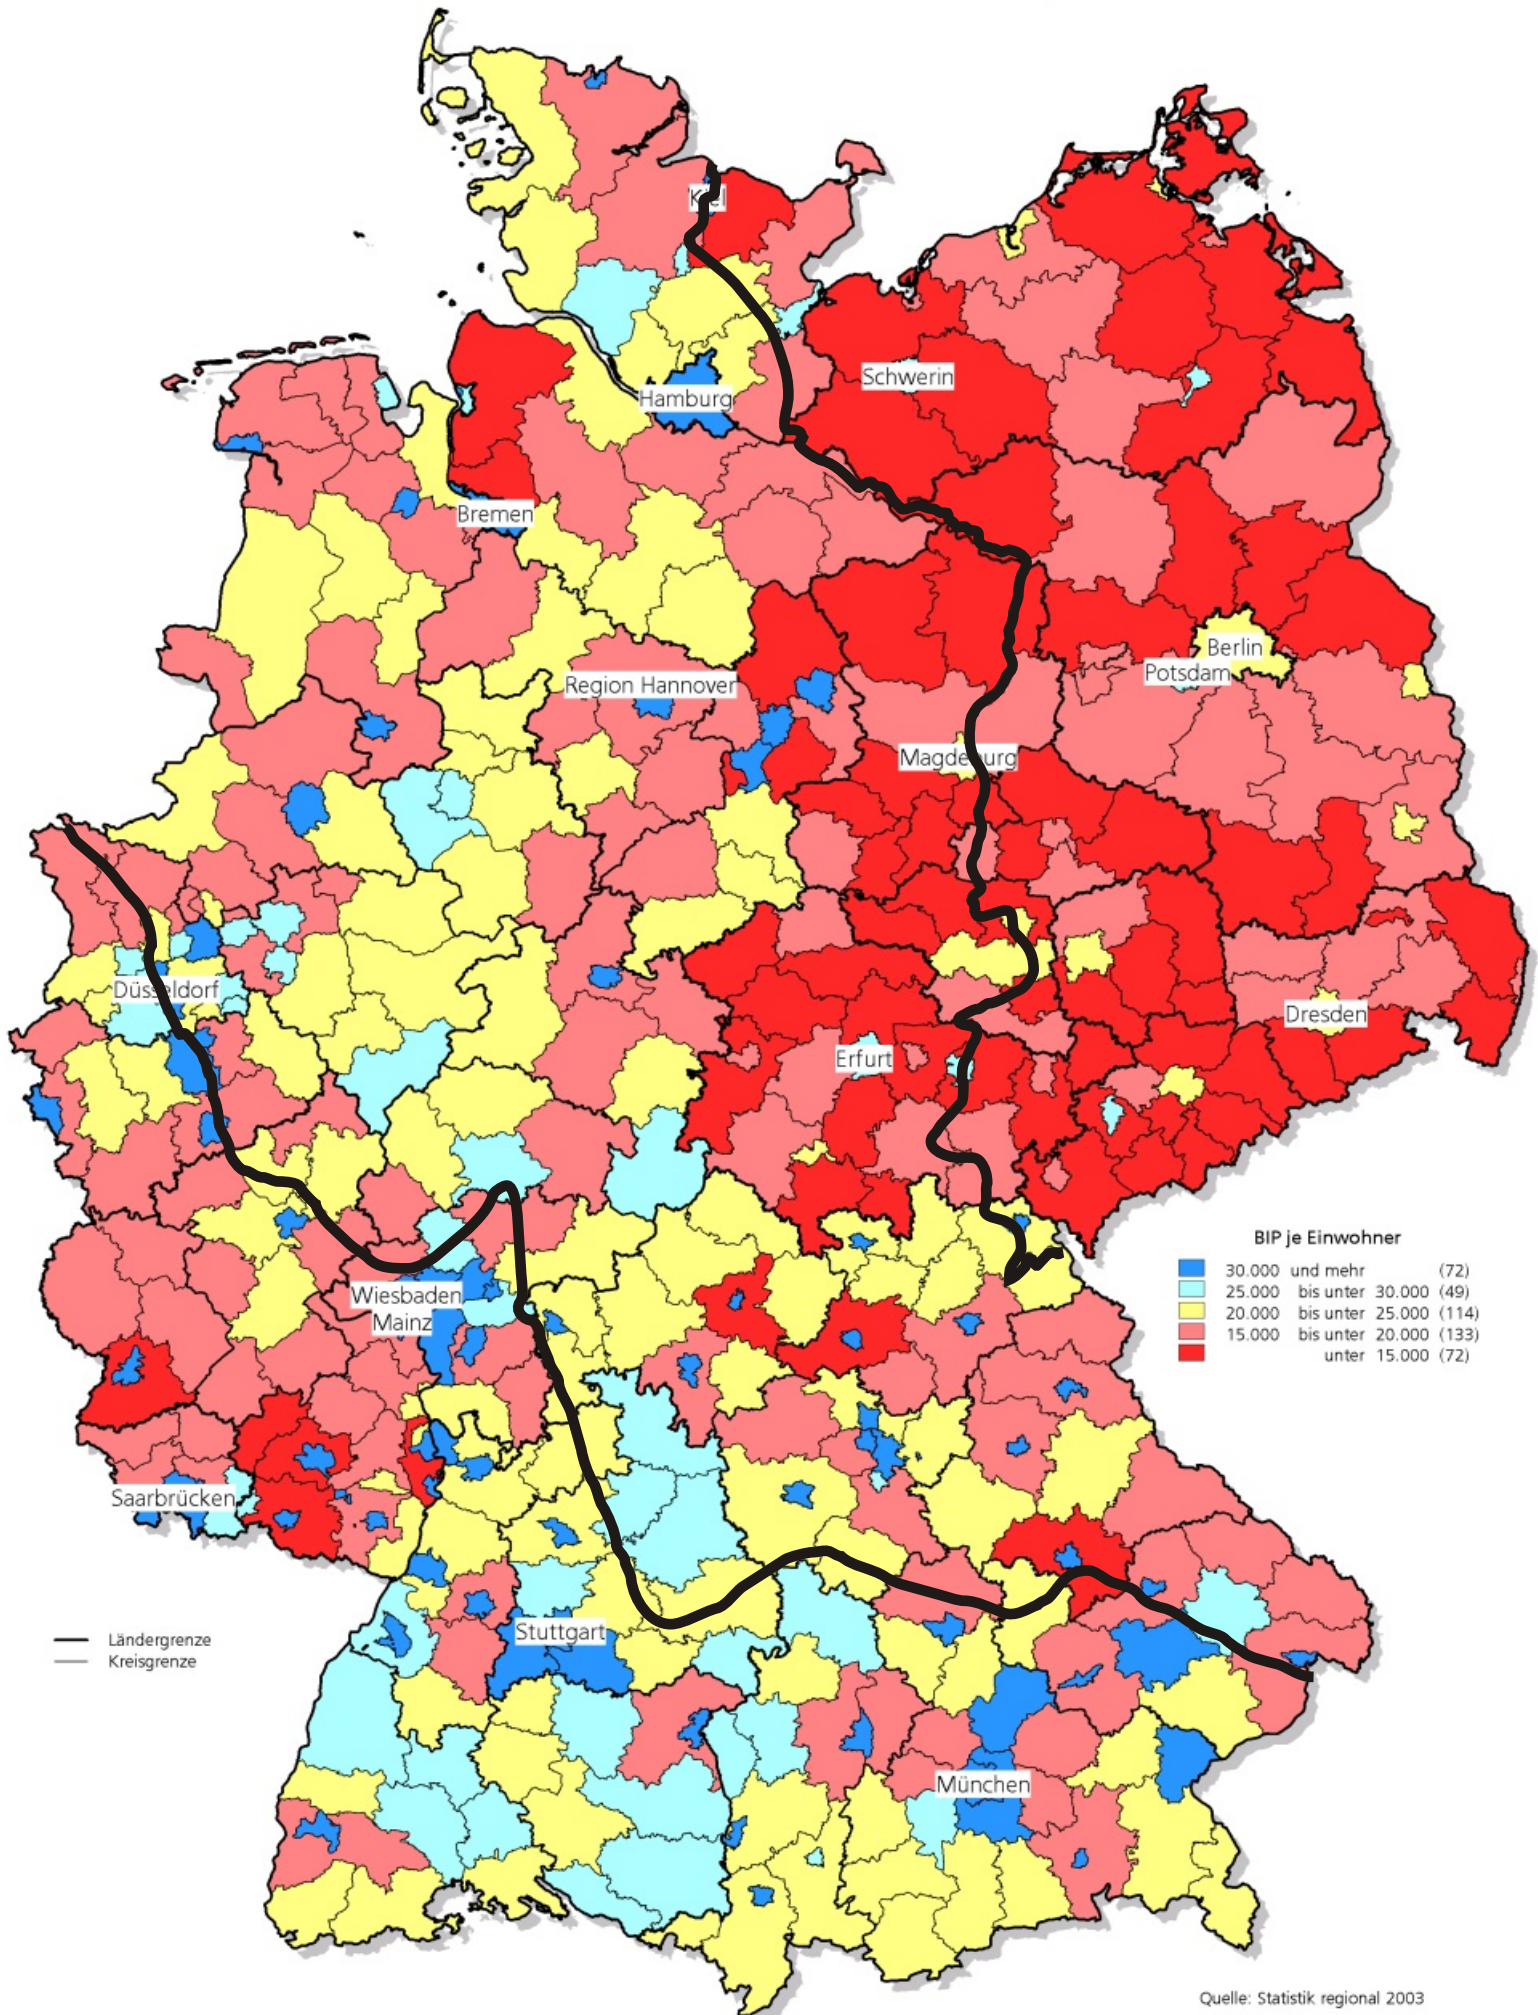 Kiel
Schwerin
Hamburg
Bremen
Berlin
Potsdam
Region Hannover
Magdeburg
Düsseldorf
Dresden
Erfurt
BIP je Einwohner
30.000 und mehr (72)
25.000 bis unter 30.000 (49)
20.000 bis unter 25.000 (114)
15.000 bis unter 20.000 (133)
unter 15.000 (72)
Wiesbaden
Mainz
Saarbrücken
Stuttgart
Ländergrenze
Kreisgrenze
München
Quelle: Statistik regional 2003